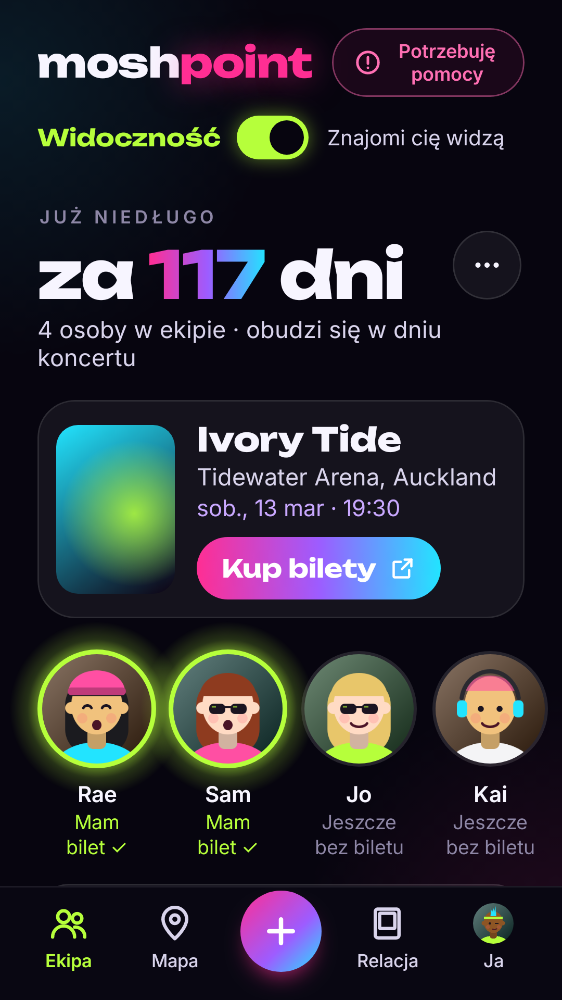 moshpoint
Potrzebuję
pomocy
Widoczność
Znajomi cię widzą
JUŻ NIEDŁUGO
za 117 dni
4 osoby w ekipie · obudzi się w dniu
koncertu
Ivory Tide
Tidewater Arena, Auckland
sob., 13 mar · 19:30
Kup bilety
Rae
Mam
bilet ✓
Sam
Mam
bilet ✓
Jo
Jeszcze
bez biletu
Kai
Jeszcze
bez biletu
Ekipa
Mapa
Relacja
Ja